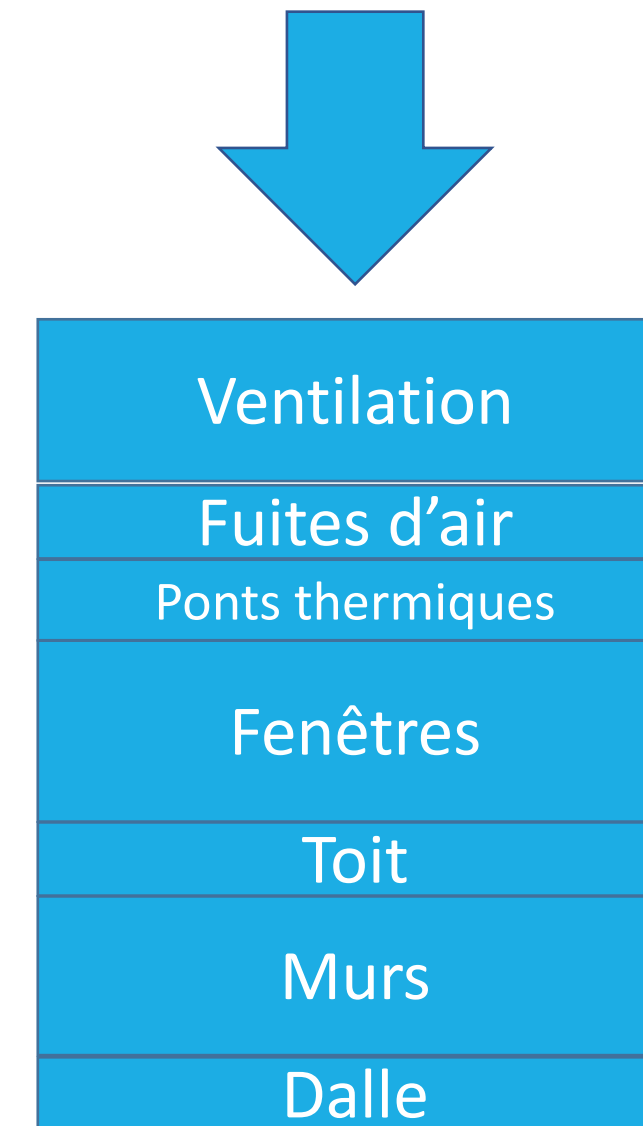 Ventilation
Fuites d’air
Ponts thermiques
Fenêtres
Toit
Murs
Dalle